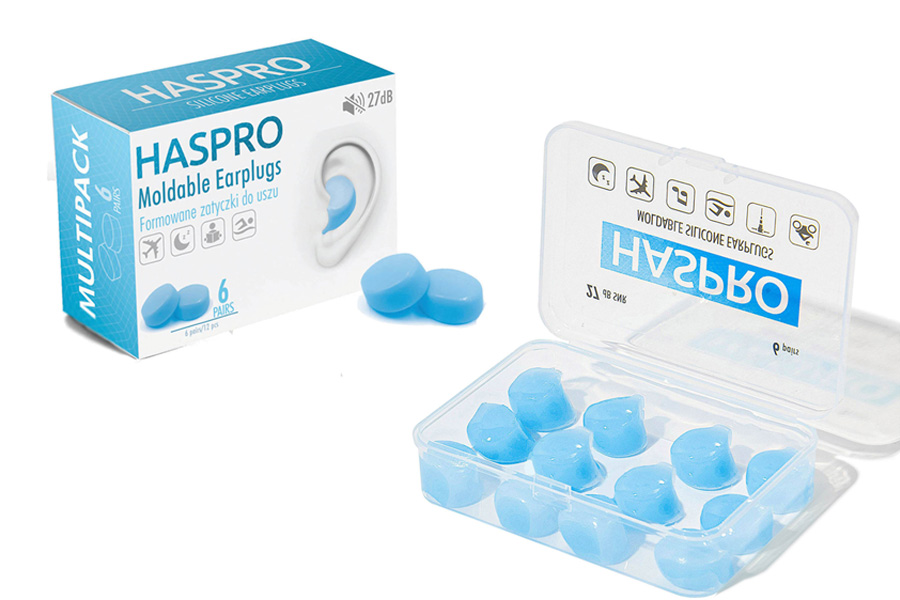 HASPRO
SILICONE EARPLUGS
27dB
HASPRO
Moldable Earplugs
Formowane zatyczki do uszu
6
PAIRS
6 pairs/12 pcs
MULTIPACK
6
PAIRS
MOLDABLE SILICONE EARPLUGS
HASPRO
27 dB SNR
6 pairs